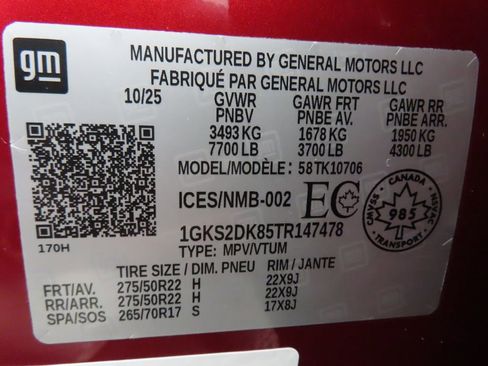 gm
MANUFACTURED BY GENERAL MOTORS LLC
FABRIQUÉ PAR GENERAL MOTORS LLC
10/25 GVWR GAWR FRT GAWR RR
PNBV PNBE AV. PNBE ARR.
3493 KG 1678 KG 1950 KG
7700 LB 3700 LB 4300 LB
MODEL/MODÈLE: 58TK10706
ICES/NMB-002 EC
CANADA
SVNAC
NSVAC
985
TRANSPORT
1GKS2DK85TR147478
170H
TYPE: MPV/VTUM
TIRE SIZE / DIM. PNEU RIM / JANTE
FRT/AV. 275/50R22 H 22X9J
RR/ARR. 275/50R22 H 22X9J
SPA/SOS 265/70R17 S 17X8J